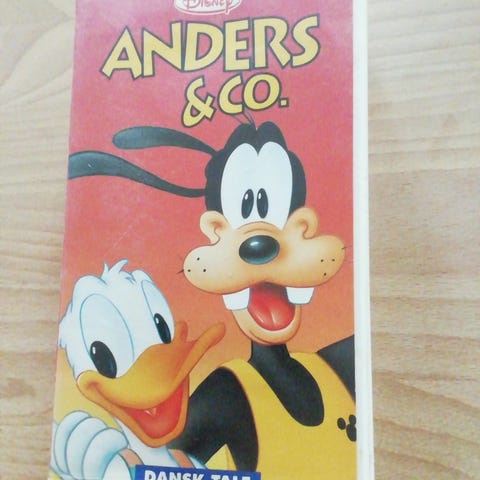 Disney
ANDERS
& CO.
DANSK TALE